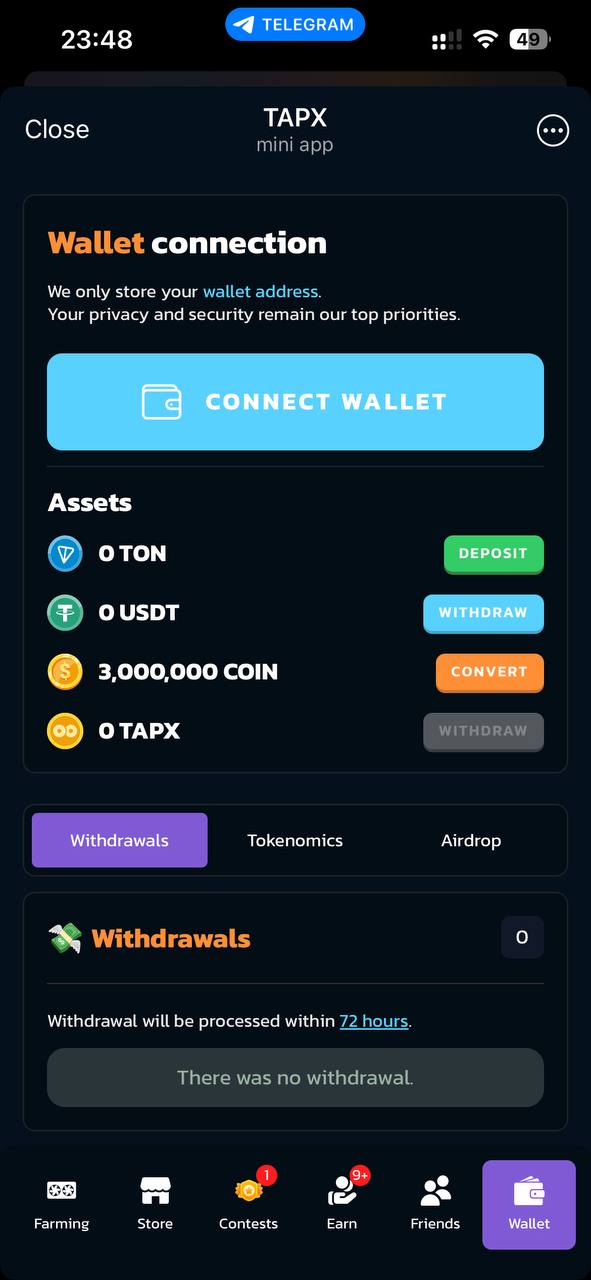 23:48
TELEGRAM
49
Close
TAPX
mini app
Wallet connection
We only store your wallet address.
Your privacy and security remain our top priorities.
CONNECT WALLET
Assets
0 TON
DEPOSIT
0 USDT
WITHDRAW
3,000,000 COIN
CONVERT
0 TAPX
WITHDRAW
Withdrawals
Tokenomics
Airdrop
Withdrawals
0
Withdrawal will be processed within 72 hours.
There was no withdrawal.
1
9+
Farming
Store
Contests
Earn
Friends
Wallet